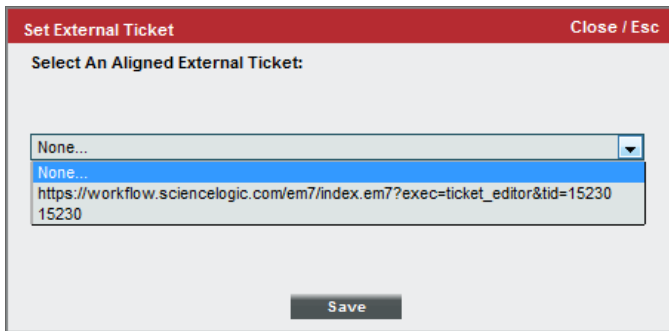 Set External Ticket Close / Esc
Select An Aligned External Ticket:
None...
None...
https://workflow.sciencelogic.com/em7/index.em7?exec=ticket_editor&tid=15230
15230
Save